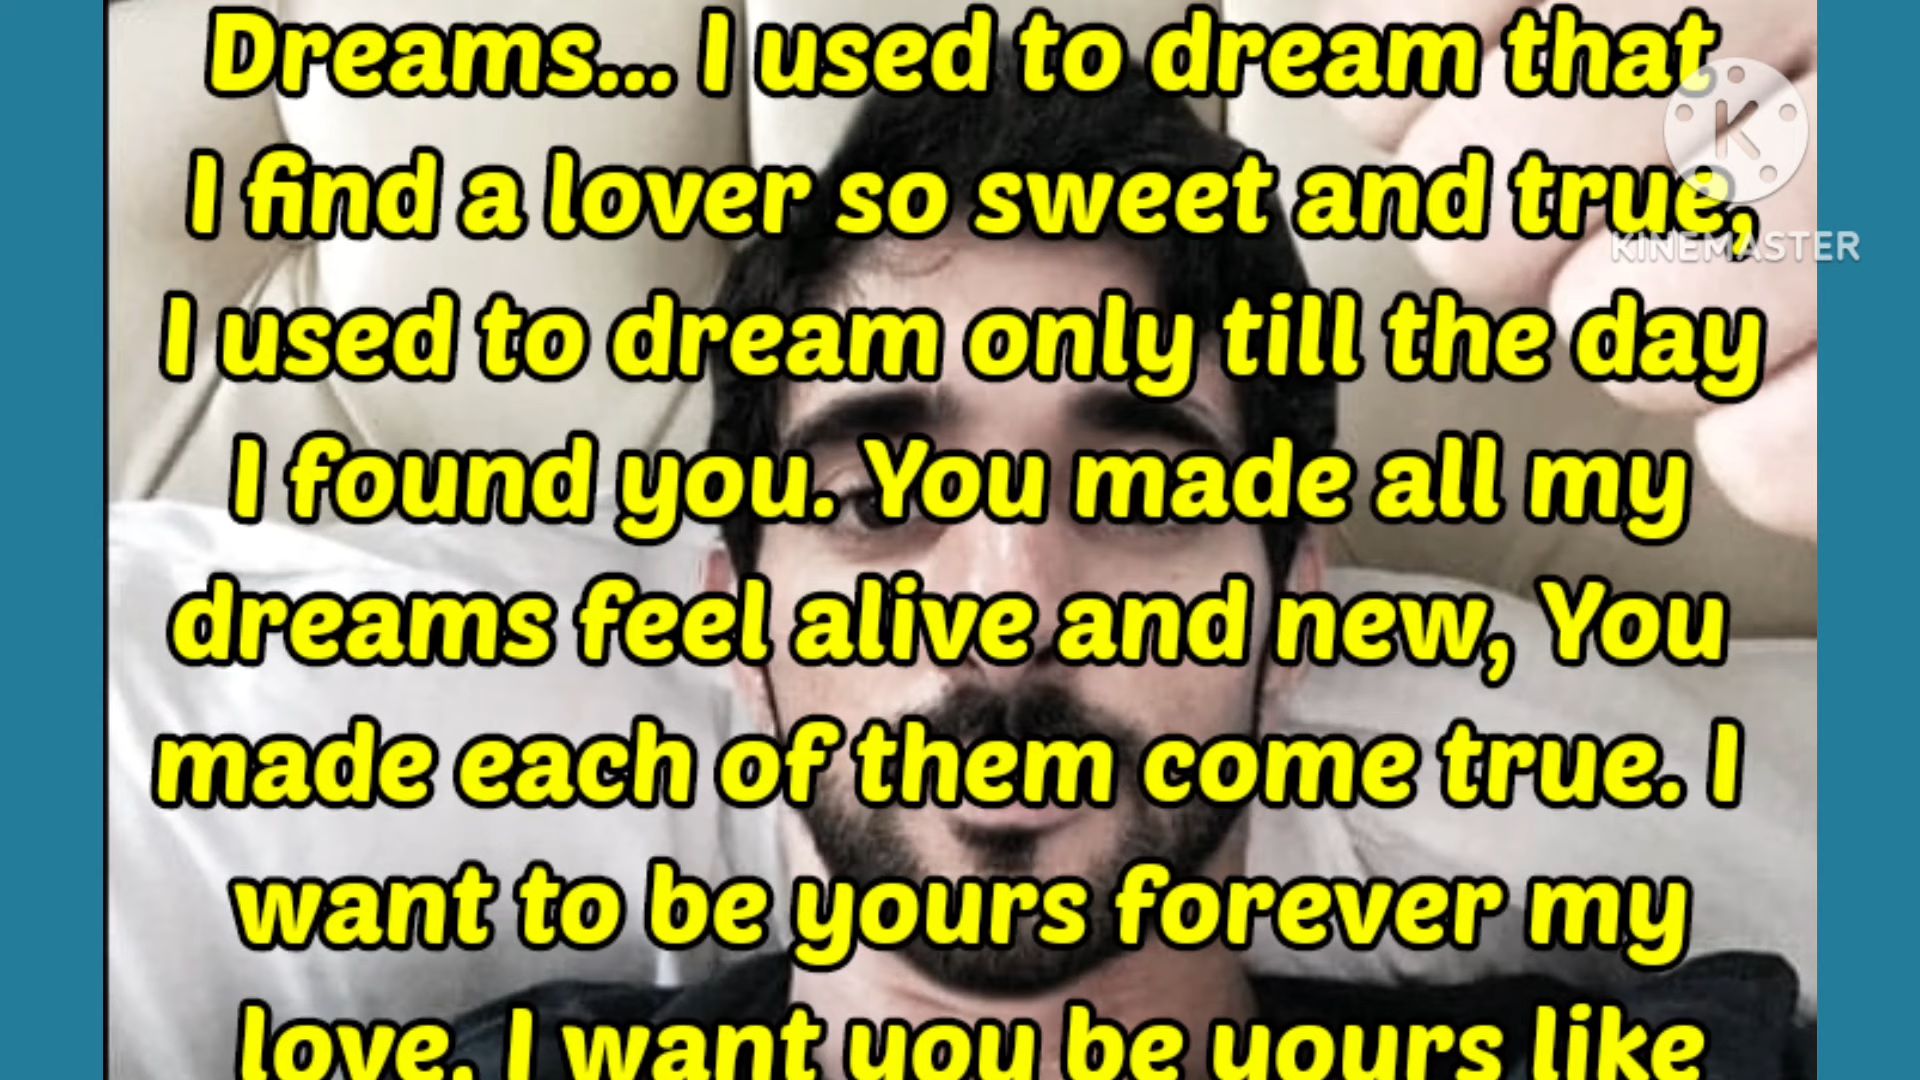 Dreams... I used to dream that
I find a lover so sweet and true,
I used to dream only till the day
I found you. You made all my
dreams feel alive and new, You
made each of them come true. I
want to be yours forever my
love. I want you be yours like
K
KINEMASTER